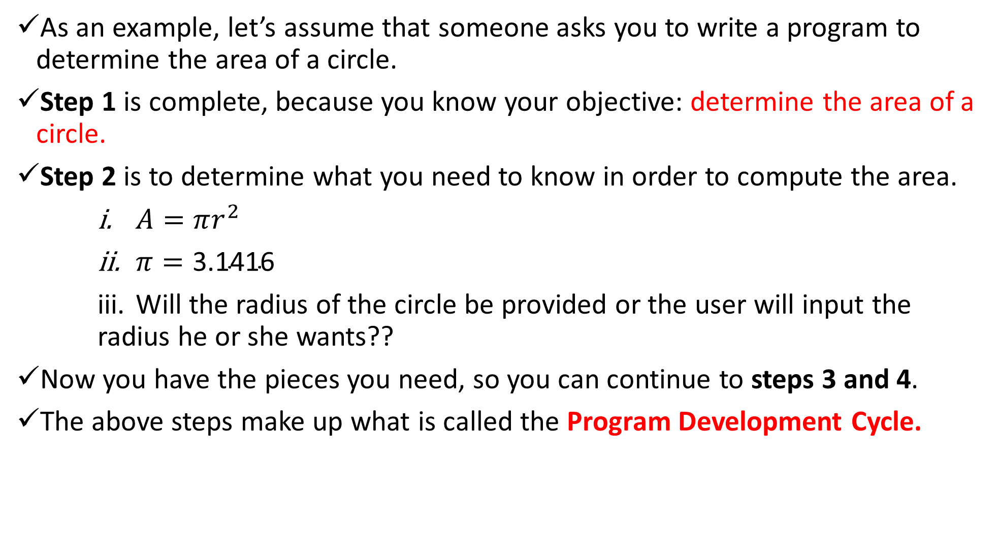 ✓As an example, let’s assume that someone asks you to write a program to
determine the area of a circle.
✓Step 1 is complete, because you know your objective: determine the area of a
circle.
✓Step 2 is to determine what you need to know in order to compute the area.
i. A = πr²
ii. π = 3.1416
iii. Will the radius of the circle be provided or the user will input the
radius he or she wants??
✓Now you have the pieces you need, so you can continue to steps 3 and 4.
✓The above steps make up what is called the Program Development Cycle.